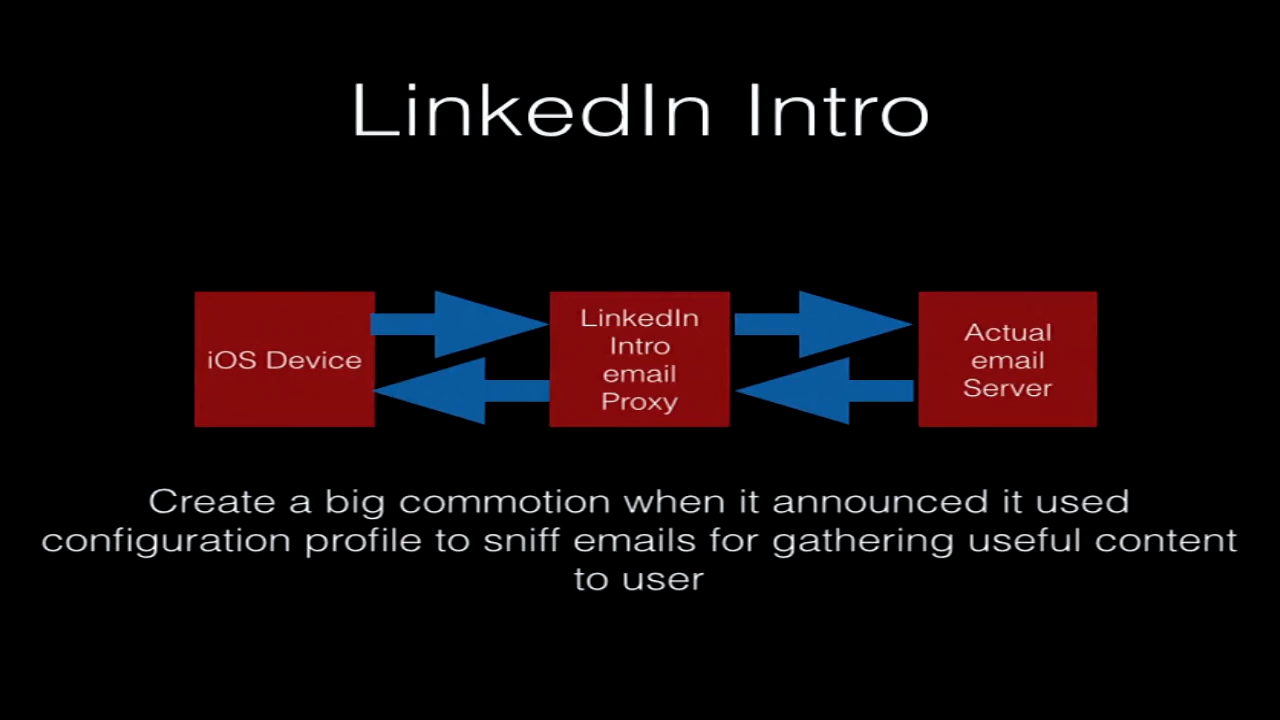 LinkedIn Intro
iOS Device
LinkedIn
Intro
email
Proxy
Actual
email
Server
Create a big commotion when it announced it used
configuration profile to sniff emails for gathering useful content
to user